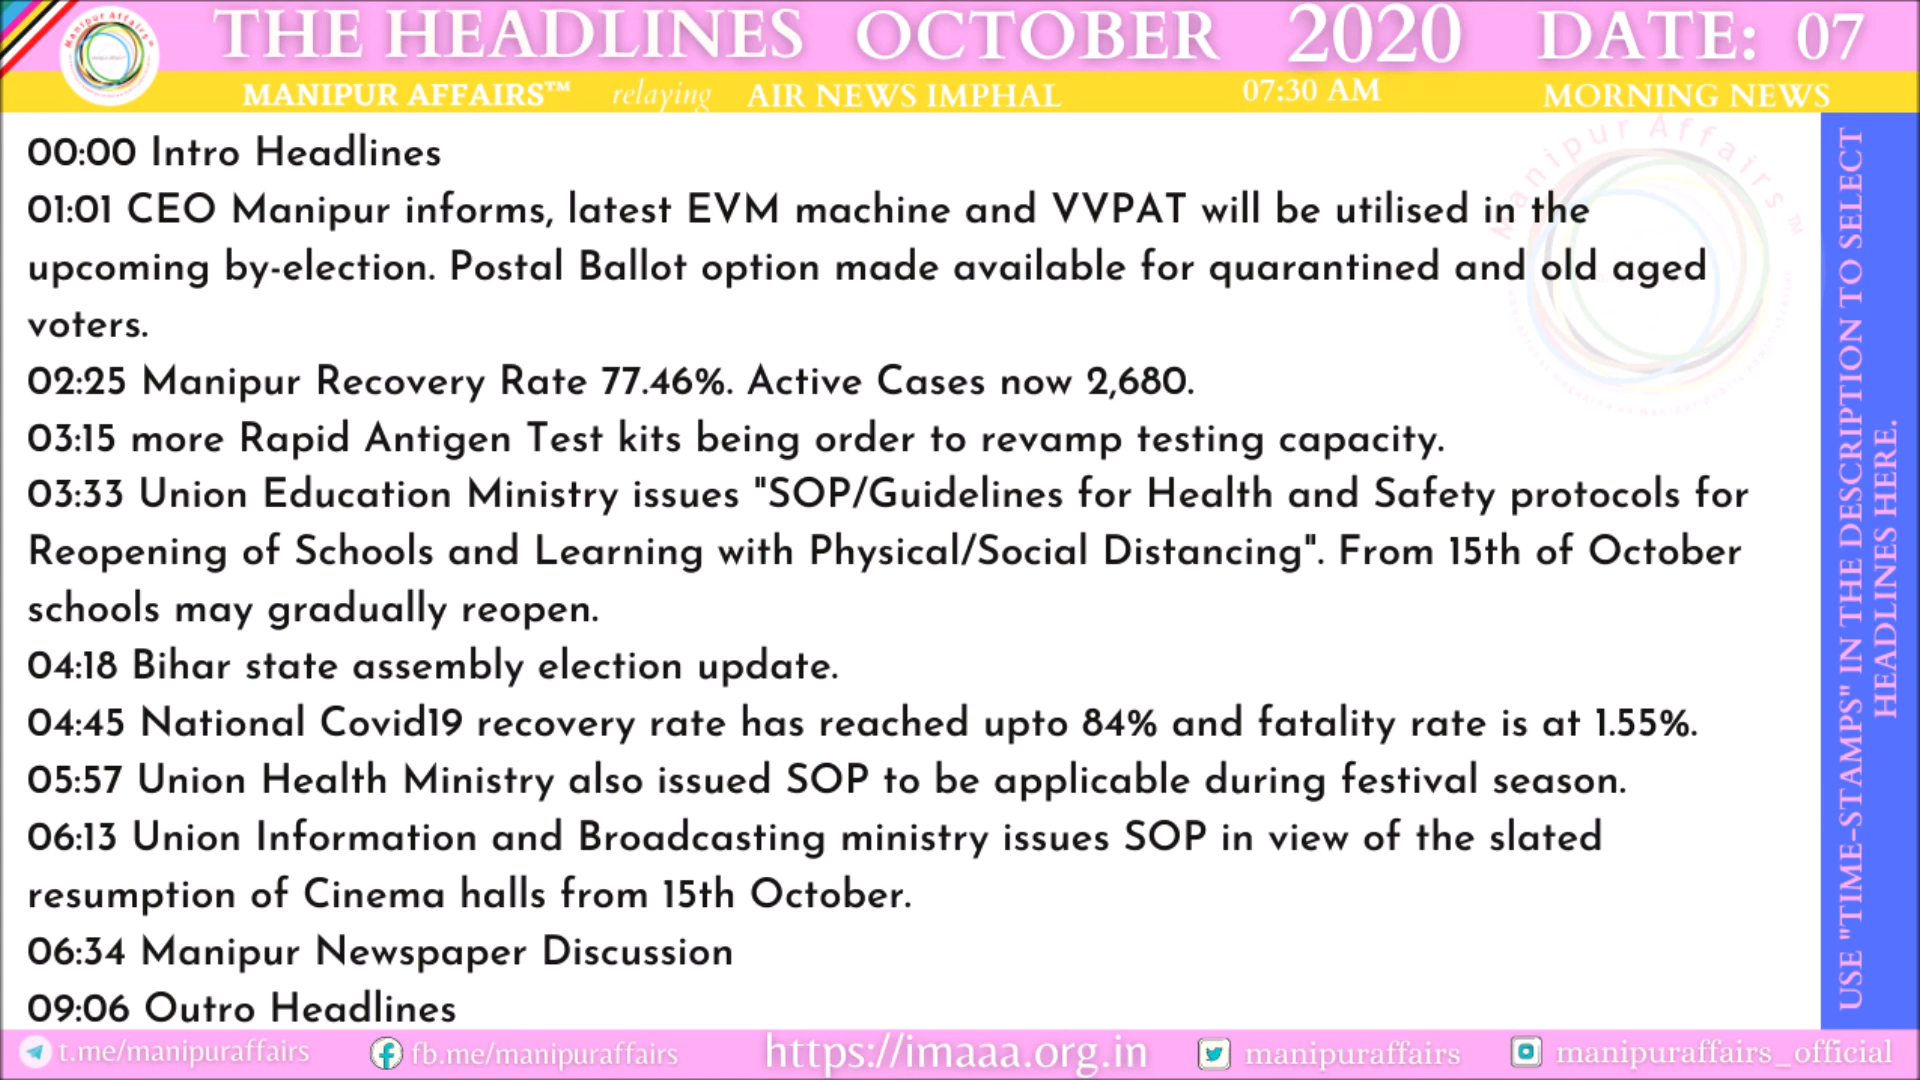 THE HEADLINES OCTOBER 2020 DATE: 07
MANIPUR AFFAIRS™ relaying AIR NEWS IMPHAL 07:30 AM MORNING NEWS
Manipur Affairs™
00:00 Intro Headlines
01:01 CEO Manipur informs, latest EVM machine and VVPAT will be utilised in the
upcoming by-election. Postal Ballot option made available for quarantined and old aged
voters.
02:25 Manipur Recovery Rate 77.46%. Active Cases now 2,680.
03:15 more Rapid Antigen Test kits being order to revamp testing capacity.
03:33 Union Education Ministry issues "SOP/Guidelines for Health and Safety protocols for
Reopening of Schools and Learning with Physical/Social Distancing". From 15th of October
schools may gradually reopen.
04:18 Bihar state assembly election update.
04:45 National Covid19 recovery rate has reached upto 84% and fatality rate is at 1.55%.
05:57 Union Health Ministry also issued SOP to be applicable during festival season.
06:13 Union Information and Broadcasting ministry issues SOP in view of the slated
resumption of Cinema halls from 15th October.
06:34 Manipur Newspaper Discussion
09:06 Outro Headlines
USE "TIME-STAMPS" IN THE DESCRIPTION TO SELECT
HEADLINES HERE.
t.me/manipuraffairs fb.me/manipuraffairs https://imaaa.org.in manipuraffairs manipuraffairs_official